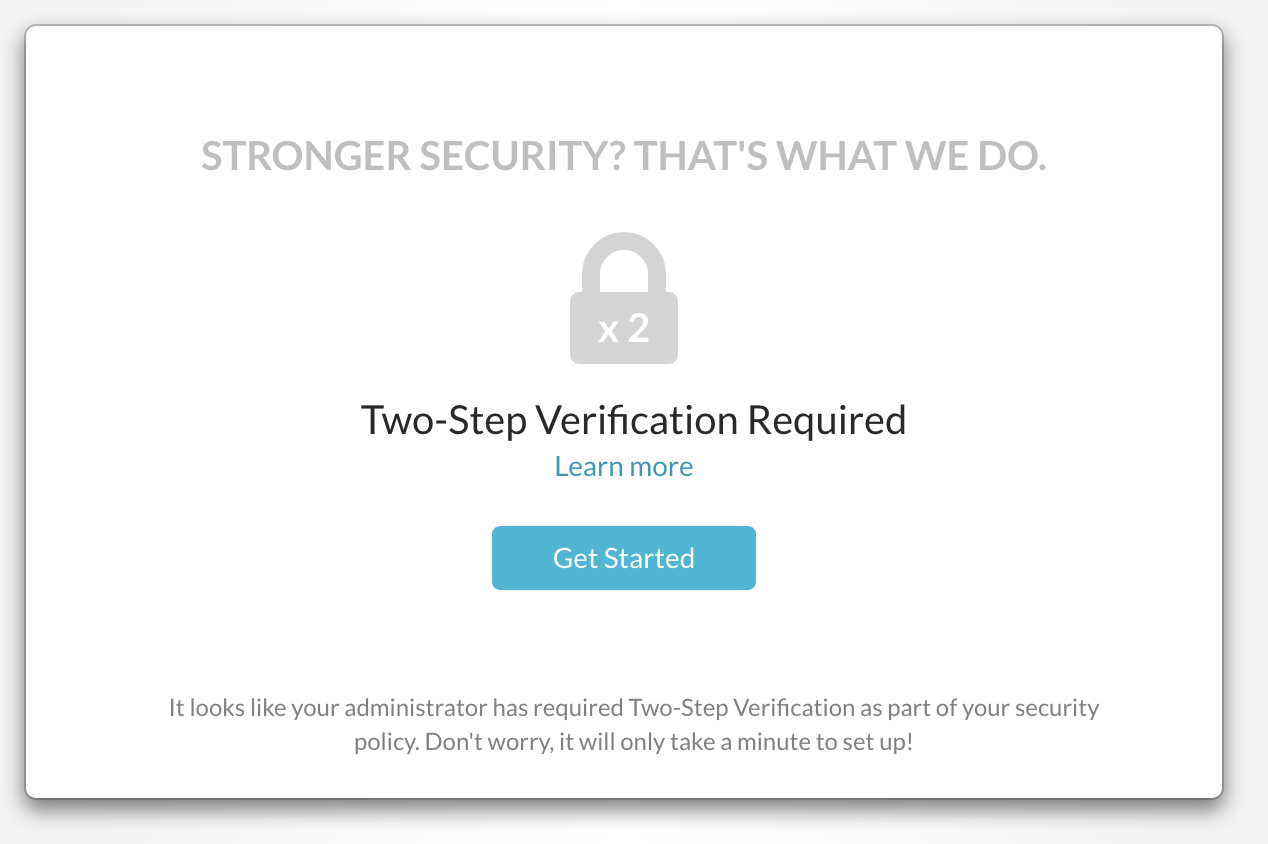 STRONGER SECURITY? THAT'S WHAT WE DO.
x 2
Two-Step Verification Required
Learn more
Get Started
It looks like your administrator has required Two-Step Verification as part of your security
policy. Don't worry, it will only take a minute to set up!